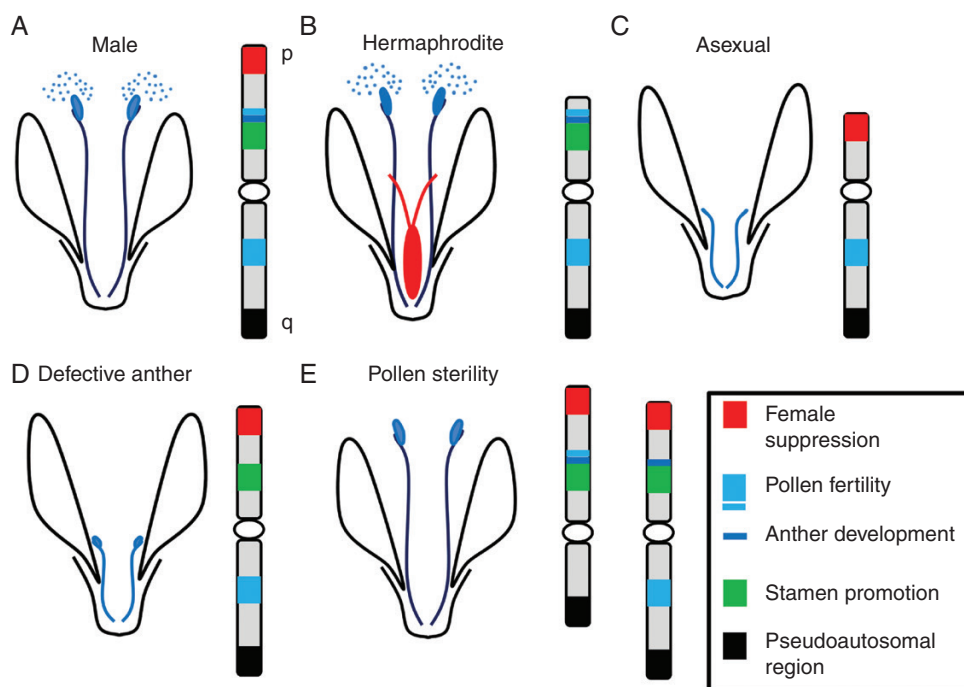 A
Male
p
q
B
Hermaphrodite
C
Asexual
D
Defective anther
E
Pollen sterility
Female
suppression
Pollen fertility
Anther development
Stamen promotion
Pseudoautosomal
region